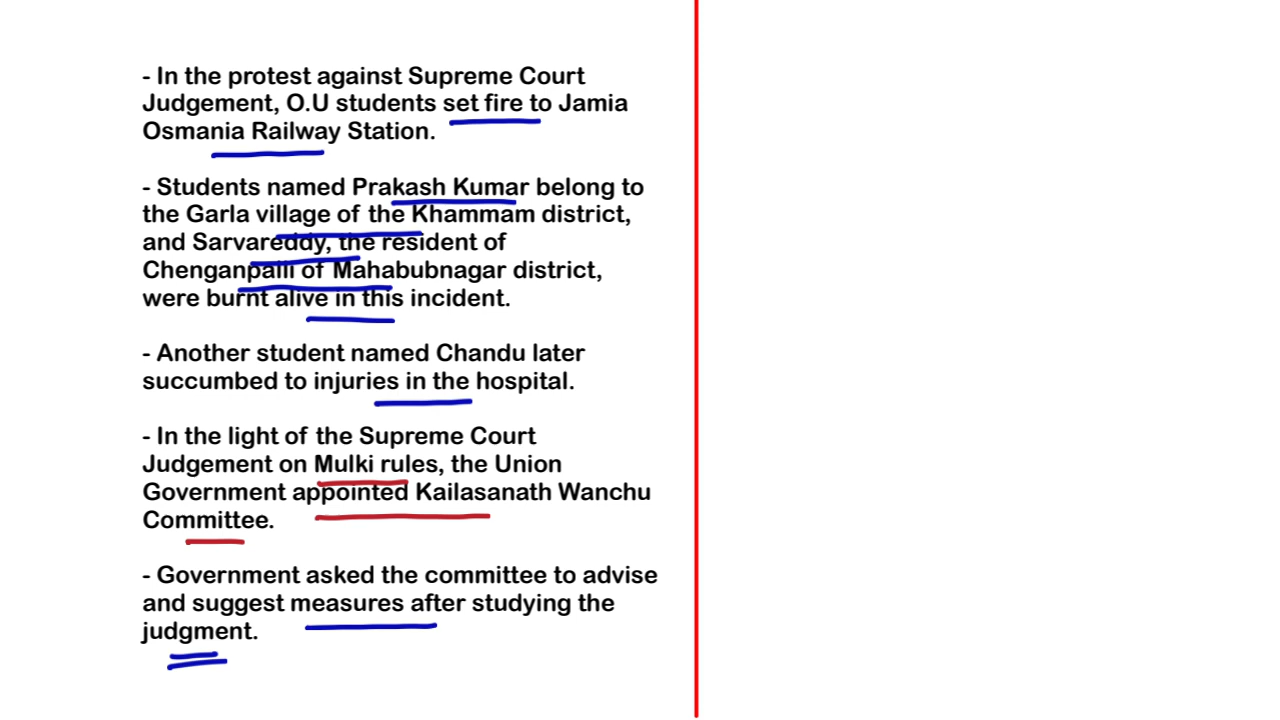 - In the protest against Supreme Court
Judgement, O.U students set fire to Jamia
Osmania Railway Station.
- Students named Prakash Kumar belong to
the Garla village of the Khammam district,
and Sarvareddy, the resident of
Chenganpalli of Mahabubnagar district,
were burnt alive in this incident.
- Another student named Chandu later
succumbed to injuries in the hospital.
- In the light of the Supreme Court
Judgement on Mulki rules, the Union
Government appointed Kailasanath Wanchu
Committee.
- Government asked the committee to advise
and suggest measures after studying the
judgment.